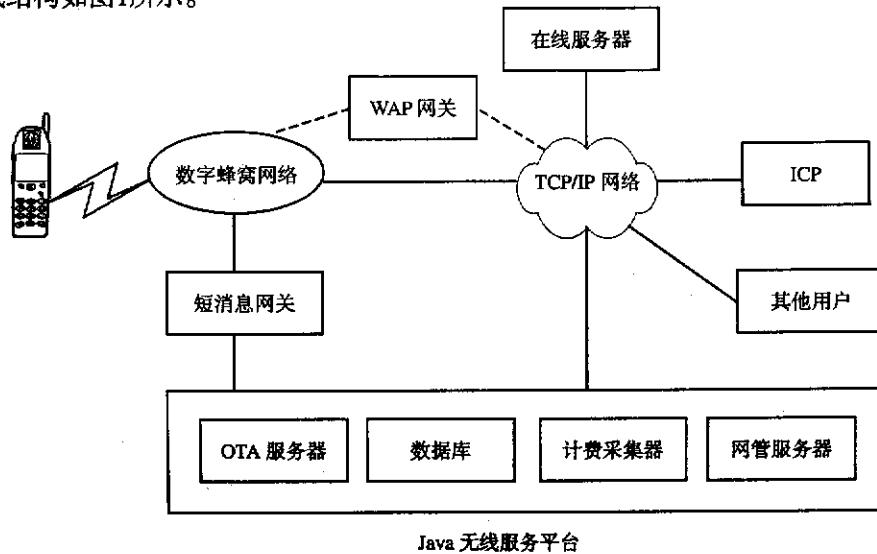 结构如图1所示。
在线服务器
WAP 网关
数字蜂窝网络
TCP/IP 网络
ICP
短消息网关
其他用户
OTA 服务器
数据库
计费采集器
网管服务器
Java 无线服务平台